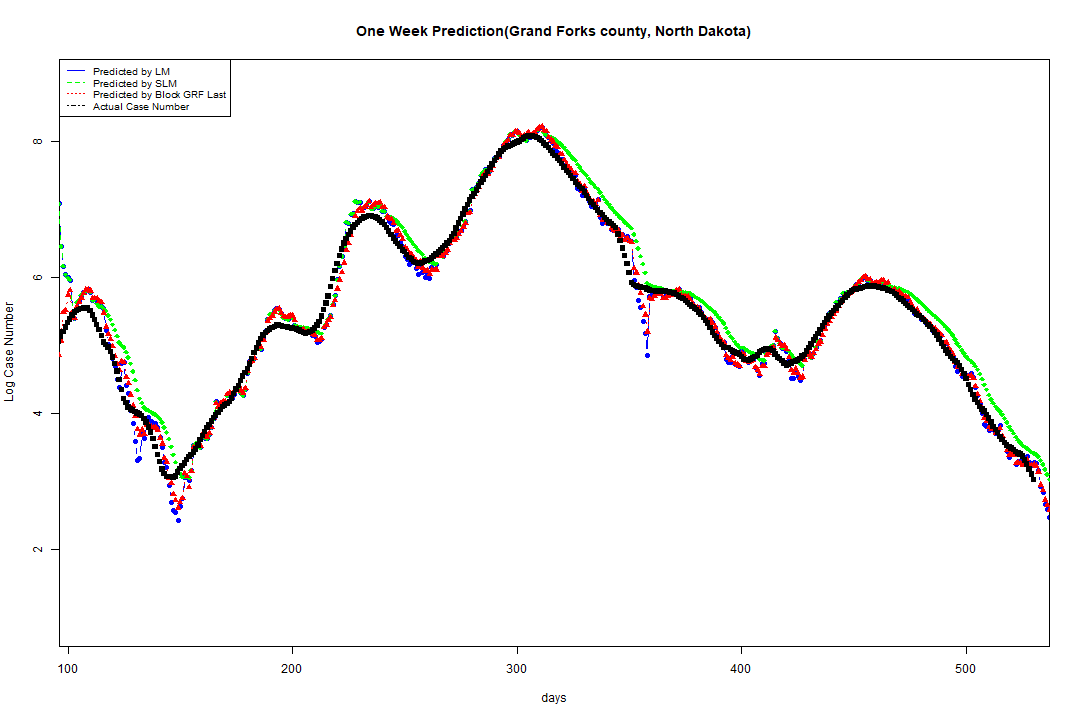 One Week Prediction(Grand Forks county, North Dakota)
Predicted by LM
Predicted by SLM
Predicted by Block GRF Last
Actual Case Number
8
6
4
2
Log Case Number
100 200 300 400 500
days